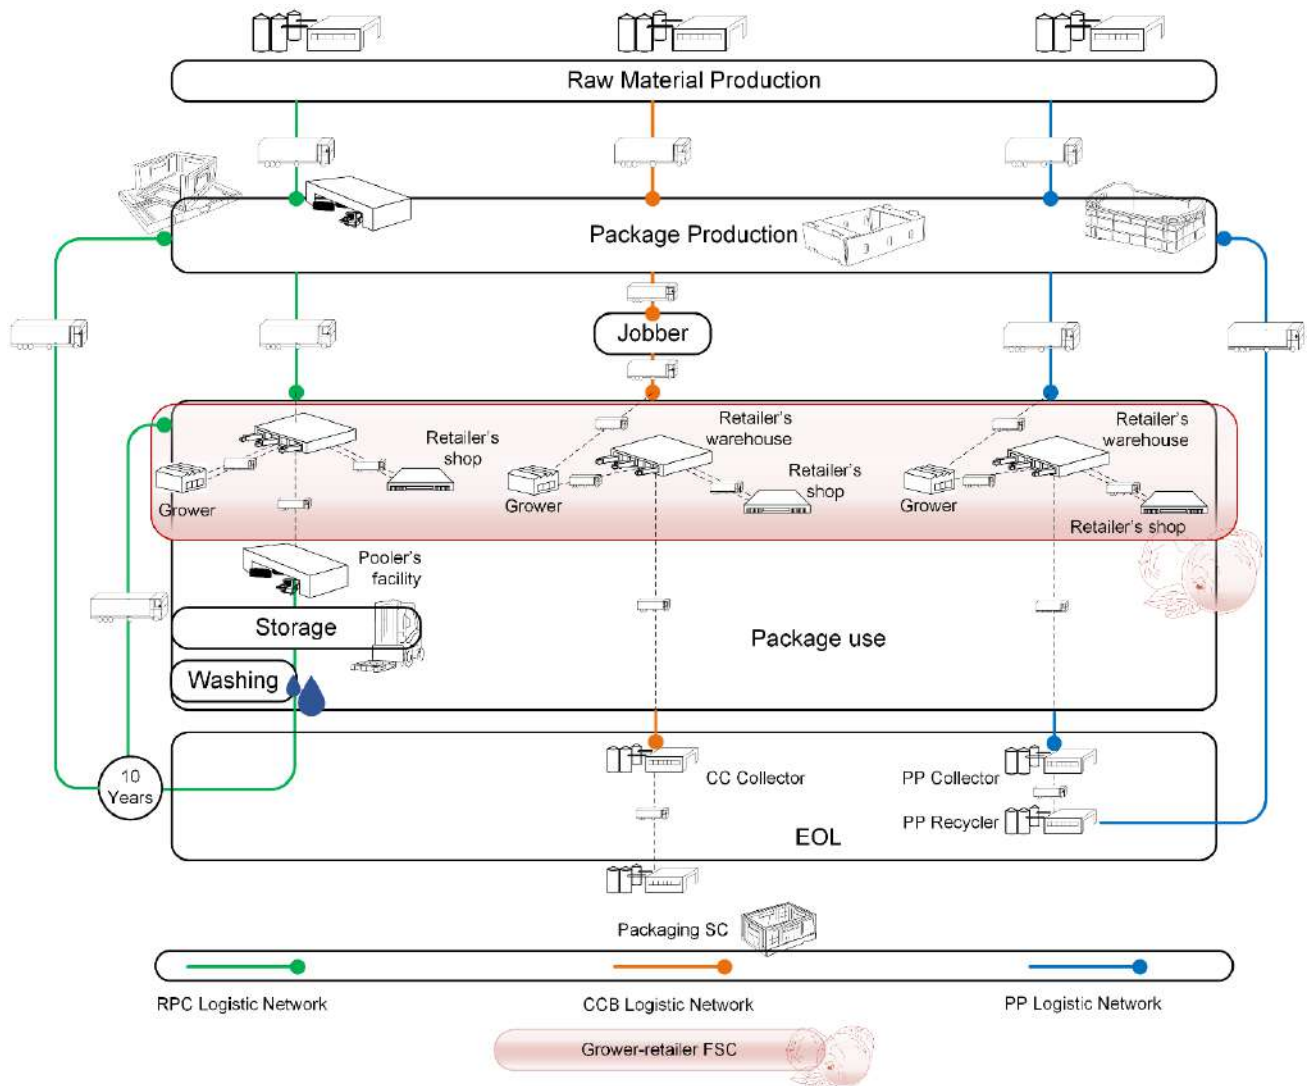 Raw Material Production
Package Production
Jobber
Retailer's
shop
Grower
Retailer's
warehouse
Retailer's
shop
Grower
Retailer's
warehouse
Grower
Retailer's shop
Pooler's
facility
Storage
Package use
Washing
10
Years
CC Collector
PP Collector
PP Recycler
EOL
Packaging SC
RPC Logistic Network
CCB Logistic Network
PP Logistic Network
Grower-retailer FSC